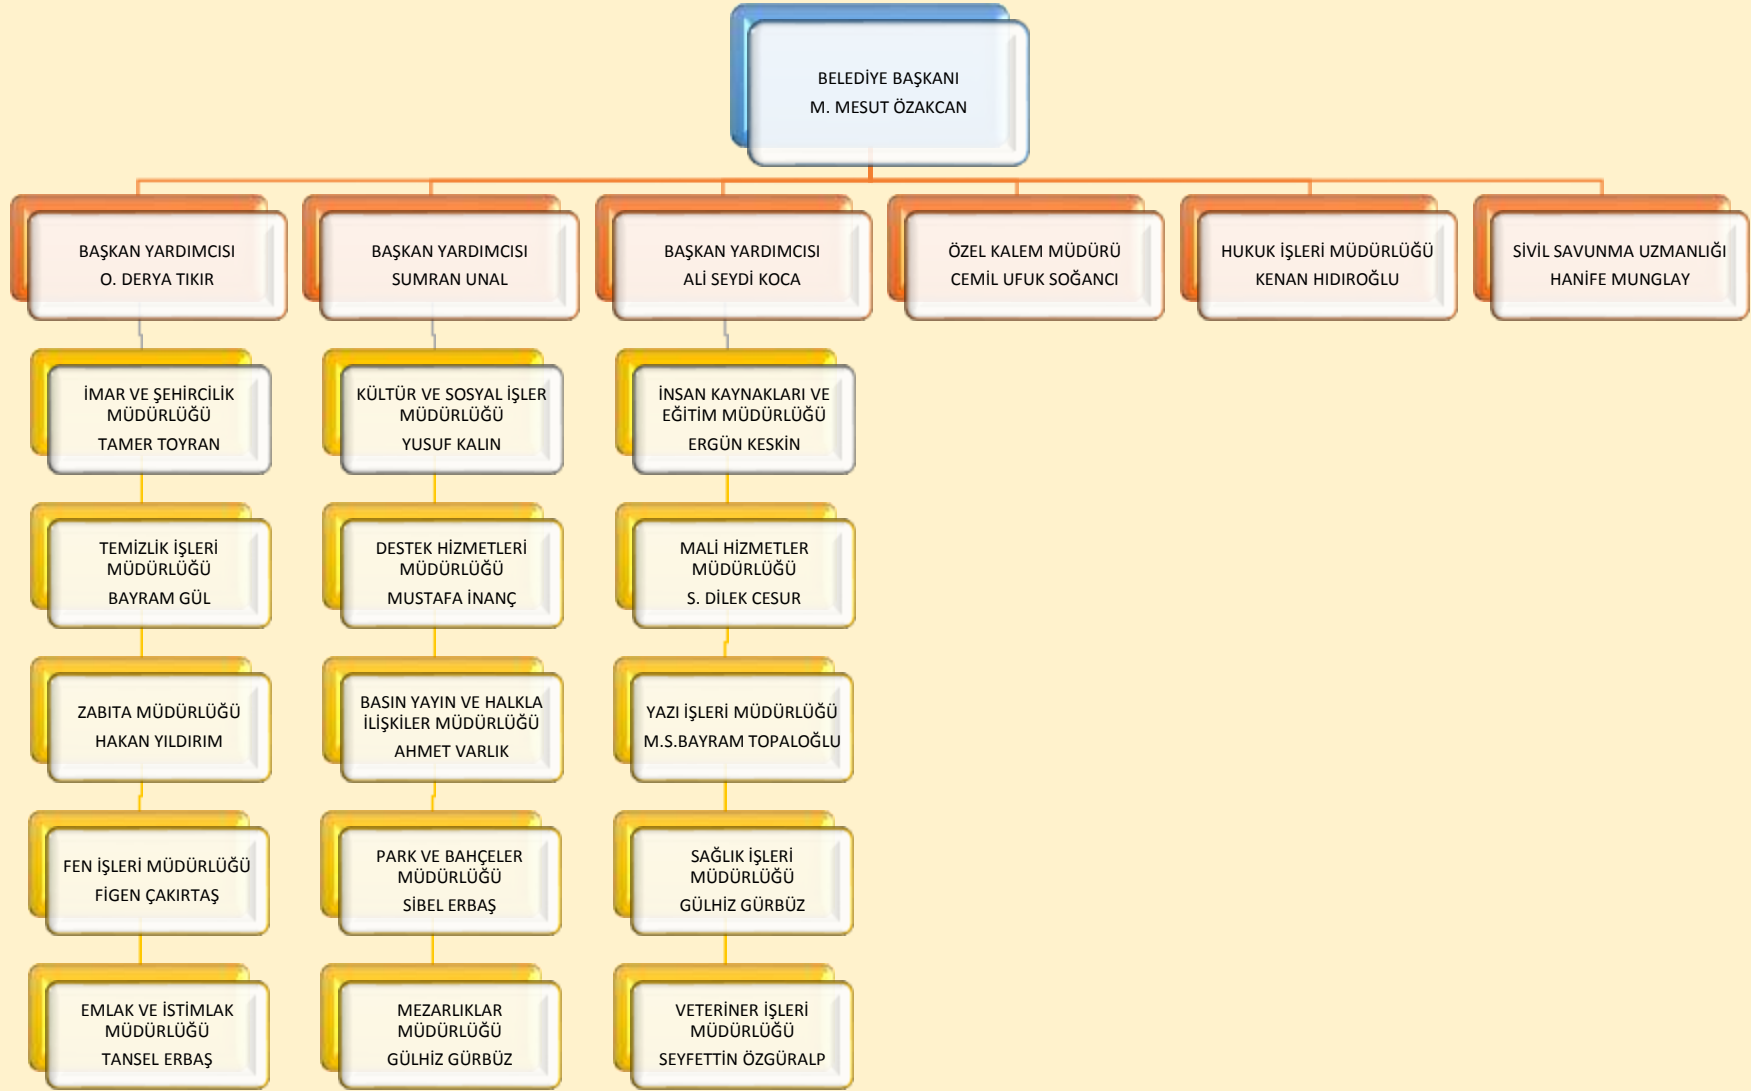 BELEDİYE BAŞKANI
M. MESUT ÖZAKCAN
BAŞKAN YARDIMCISI
O. DERYA TIKIR
BAŞKAN YARDIMCISI
SUMRAN UNAL
BAŞKAN YARDIMCISI
ALİ SEYDİ KOCA
ÖZEL KALEM MÜDÜRÜ
CEMİL UFUK SOĞANCI
HUKUK İŞLERİ MÜDÜRLÜĞÜ
KENAN HIDIROĞLU
SİVİL SAVUNMA UZMANLIĞI
HANİFE MUNGLAY
İMAR VE ŞEHİRCİLİK
MÜDÜRLÜĞÜ
TAMER TOYRAN
KÜLTÜR VE SOSYAL İŞLER
MÜDÜRLÜĞÜ
YUSUF KALIN
İNSAN KAYNAKLARI VE
EĞİTİM MÜDÜRLÜĞÜ
ERGÜN KESKİN
TEMİZLİK İŞLERİ
MÜDÜRLÜĞÜ
BAYRAM GÜL
DESTEK HİZMETLERİ
MÜDÜRLÜĞÜ
MUSTAFA İNANÇ
MALİ HİZMETLER
MÜDÜRLÜĞÜ
S. DİLEK CESUR
ZABITA MÜDÜRLÜĞÜ
HAKAN YILDIRIM
BASIN YAYIN VE HALKLA
İLİŞKİLER MÜDÜRLÜĞÜ
AHMET VARLIK
YAZI İŞLERİ MÜDÜRLÜĞÜ
M.S.BAYRAM TOPALOĞLU
FEN İŞLERİ MÜDÜRLÜĞÜ
FİGEN ÇAKIRTAŞ
PARK VE BAHÇELER
MÜDÜRLÜĞÜ
SİBEL ERBAŞ
SAĞLIK İŞLERİ
MÜDÜRLÜĞÜ
GÜLHİZ GÜRBÜZ
EMLAK VE İSTİMLAK
MÜDÜRLÜĞÜ
TANSEL ERBAŞ
MEZARLIKLAR
MÜDÜRLÜĞÜ
GÜLHİZ GÜRBÜZ
VETERİNER İŞLERİ
MÜDÜRLÜĞÜ
SEYFETTİN ÖZGÜRALP